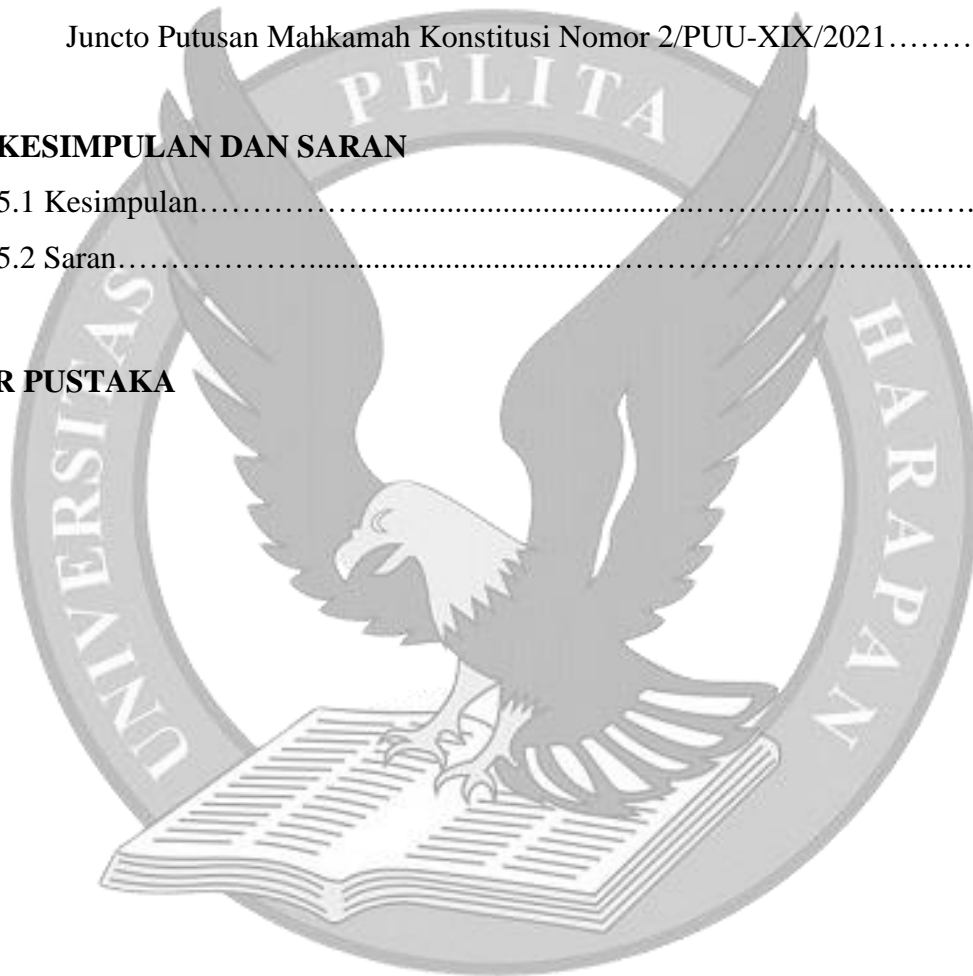 Juncto Putusan Mahkamah Konstitusi Nomor 2/PUU-XIX/2021……..
KESIMPULAN DAN SARAN
5.1 Kesimpulan………………......................................…………………..….
5.2 Saran………………........................................……………………..............
R PUSTAKA
UNIVERSITAS PELITA HARAPAN